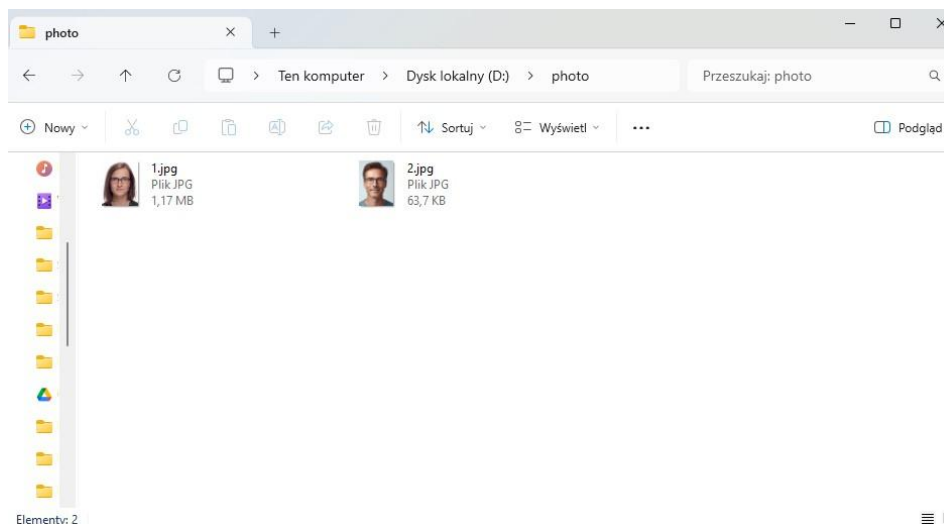 photo
Ten komputer > Dysk lokalny (D:) > photo
Przeszukaj: photo
Nowy
Sortuj
Wyświetl
Podgląd
1.jpg
Plik JPG
1,17 MB
2.jpg
Plik JPG
63,7 KB
Elementy: 2